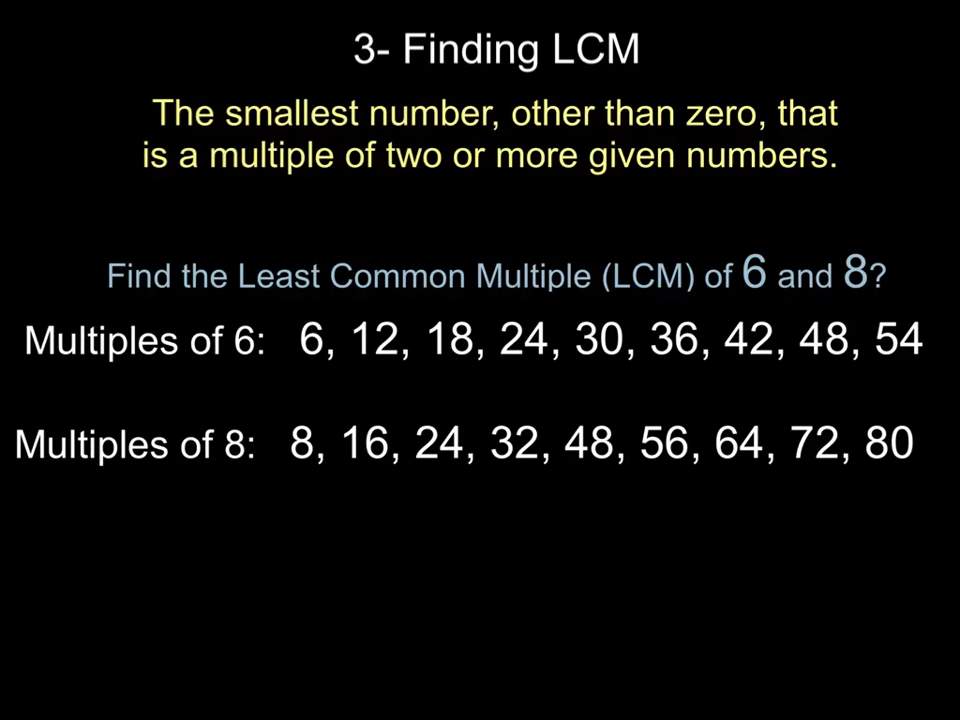 3- Finding LCM
The smallest number, other than zero, that
is a multiple of two or more given numbers.
Find the Least Common Multiple (LCM) of 6 and 8?
Multiples of 6: 6, 12, 18, 24, 30, 36, 42, 48, 54
Multiples of 8: 8, 16, 24, 32, 48, 56, 64, 72, 80